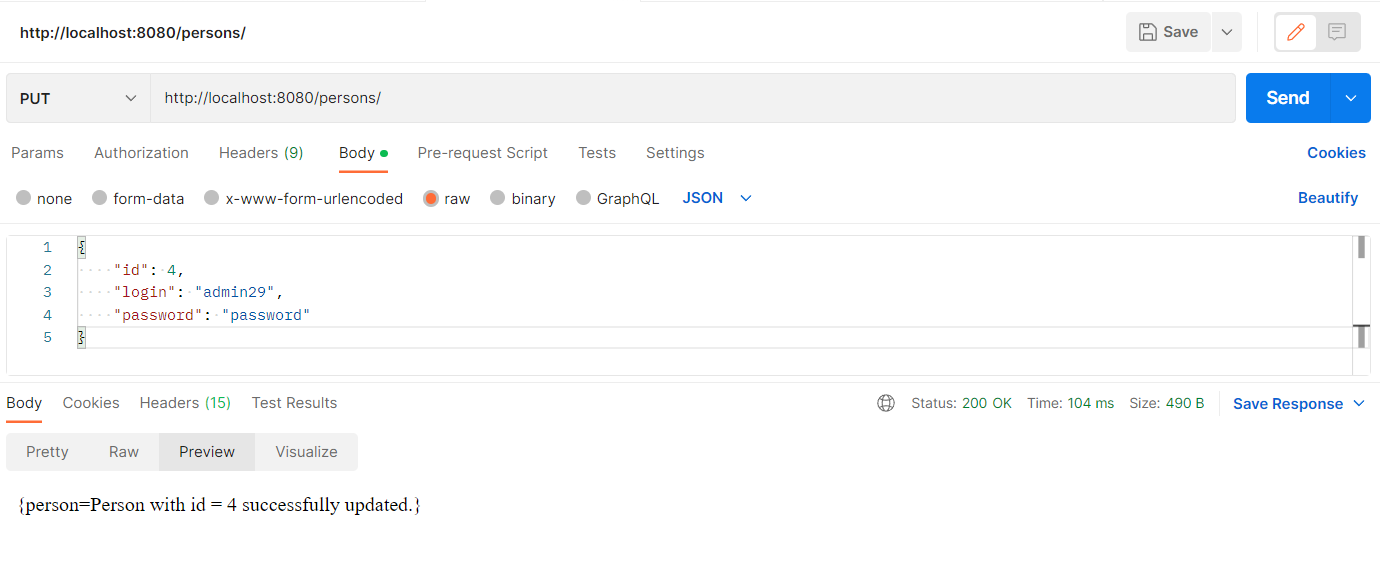 http://localhost:8080/persons/
Save
PUT
http://localhost:8080/persons/
Send
Params Authorization Headers (9) Body Pre-request Script Tests Settings Cookies
none form-data x-www-form-urlencoded raw binary GraphQL JSON Beautify
1 {
2 "id": 4,
3 "login": "admin29",
4 "password": "password"
5 }
Body Cookies Headers (15) Test Results Status: 200 OK Time: 104 ms Size: 490 B Save Response
Pretty Raw Preview Visualize
{person=Person with id = 4 successfully updated.}